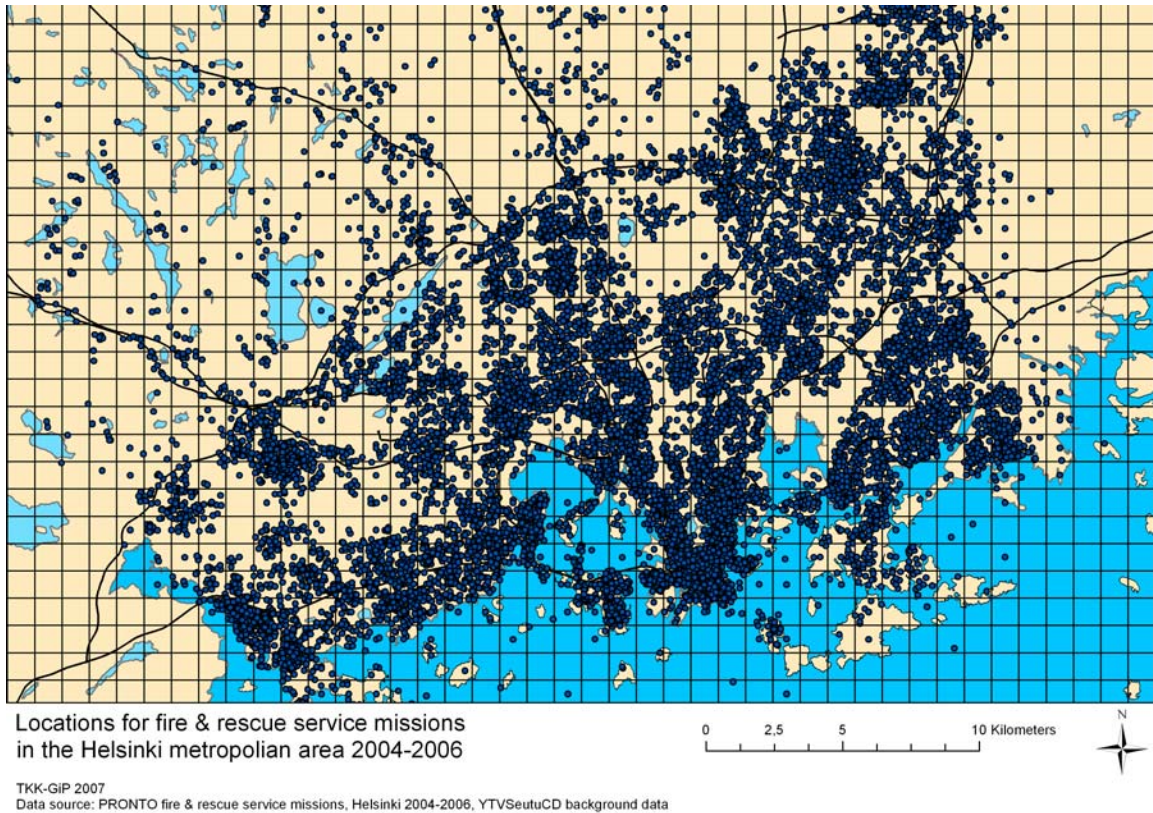 Locations for fire & rescue service missions
in the Helsinki metropolian area 2004-2006
0 2,5 5 10 Kilometers
N
TKK-GiP 2007
Data source: PRONTO fire & rescue service missions, Helsinki 2004-2006, YTVSeutuCD background data